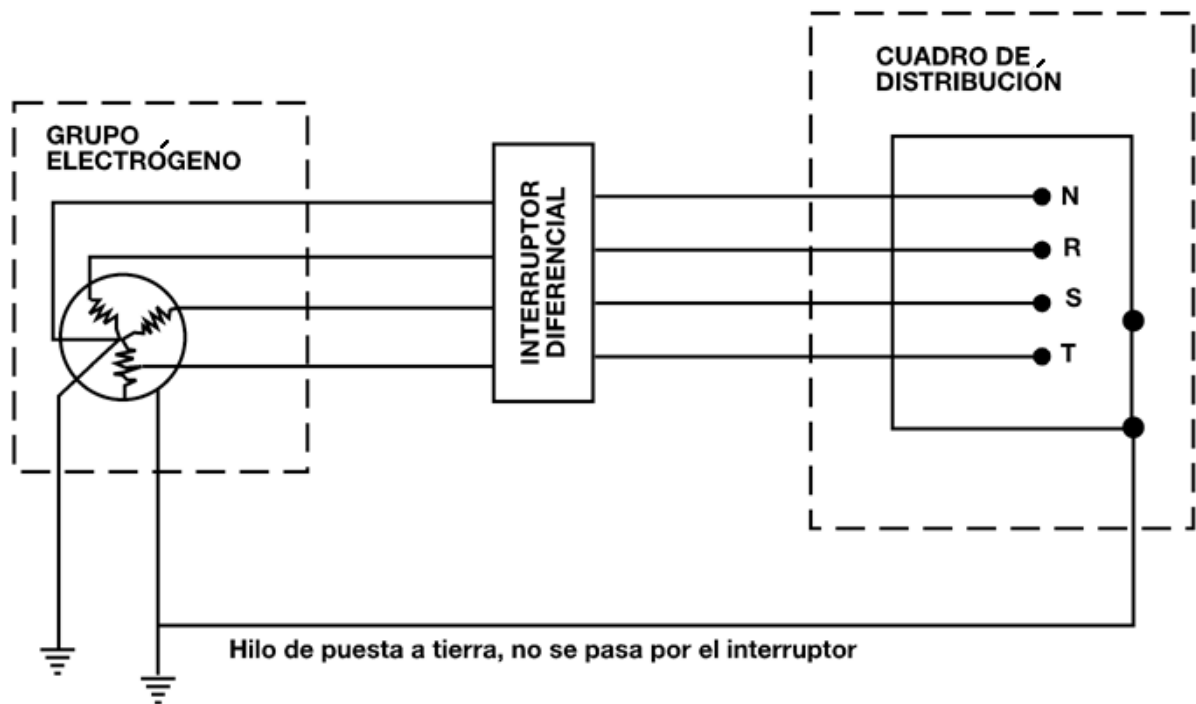 GRUPO
ELECTRÓGENO
INTERRUPTOR
DIFERENCIAL
CUADRO DE
DISTRIBUCIÓN
N
R
S
T
Hilo de puesta a tierra, no se pasa por el interruptor